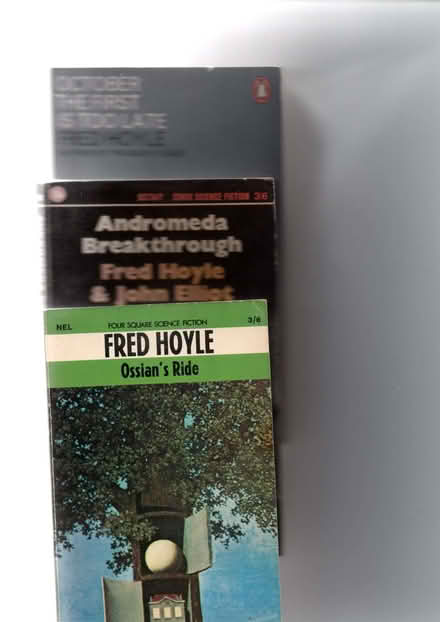 OCTOBER
THE FIRST
IS TOO LATE
FRED HOYLE
SCIENCE FICTION 3/6
Andromeda
Breakthrough
Fred Hoyle
& John Elliot
NEL FOUR SQUARE SCIENCE FICTION 3/6
FRED HOYLE
Ossian's Ride